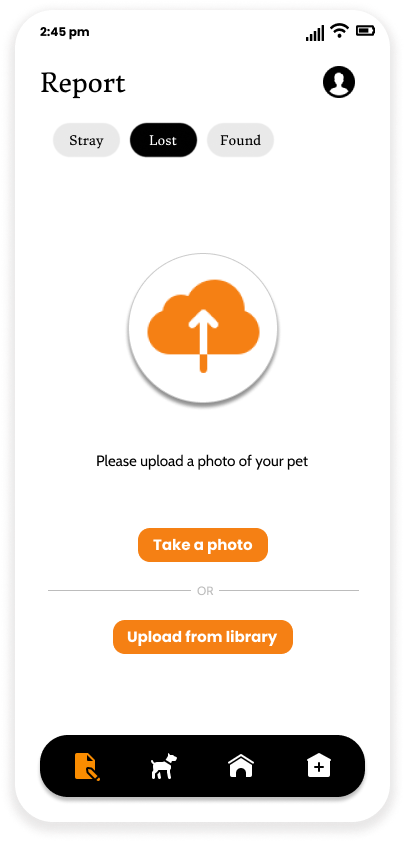 2:45 pm
Report
Stray
Lost
Found
Please upload a photo of your pet
Take a photo
OR
Upload from library